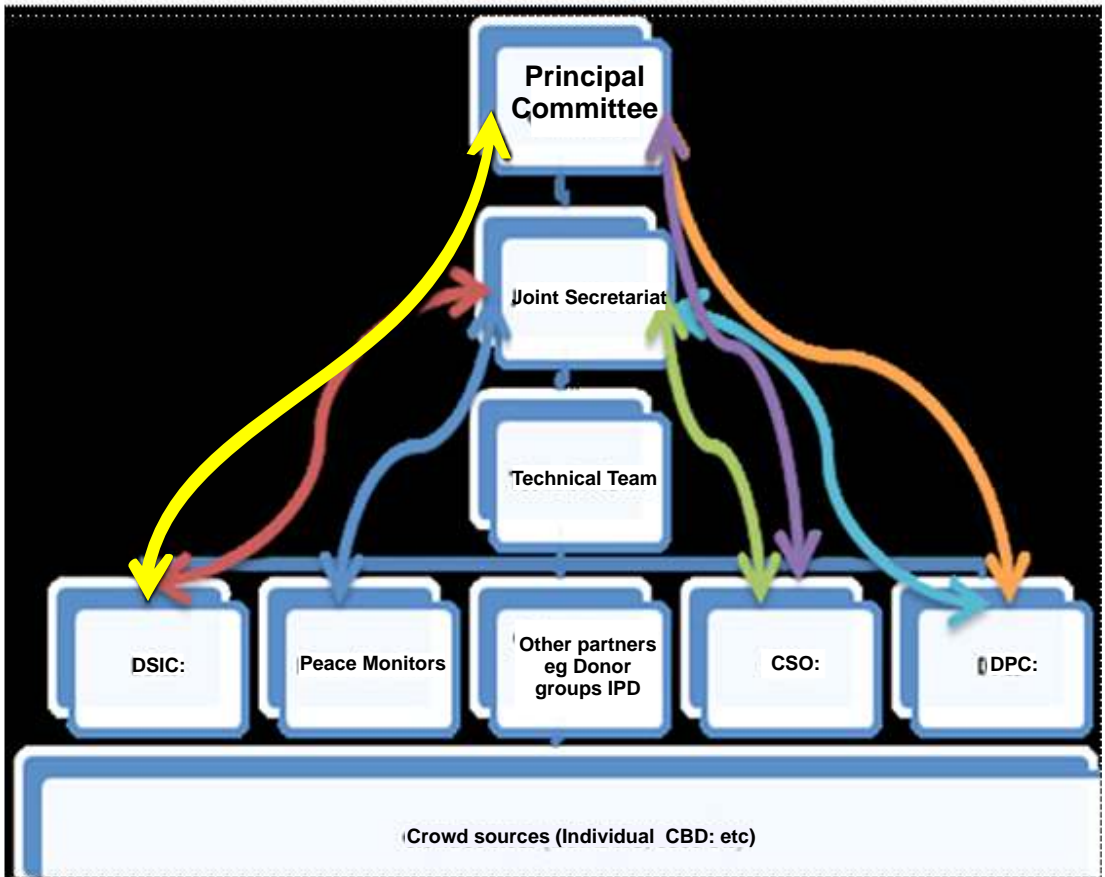 Principal
Committee
Joint Secretariat
Technical Team
DSIC:
Peace Monitors
Other partners
eg Donor
groups IPD
CSO:
DPC:
Crowd sources (Individual CBD: etc)